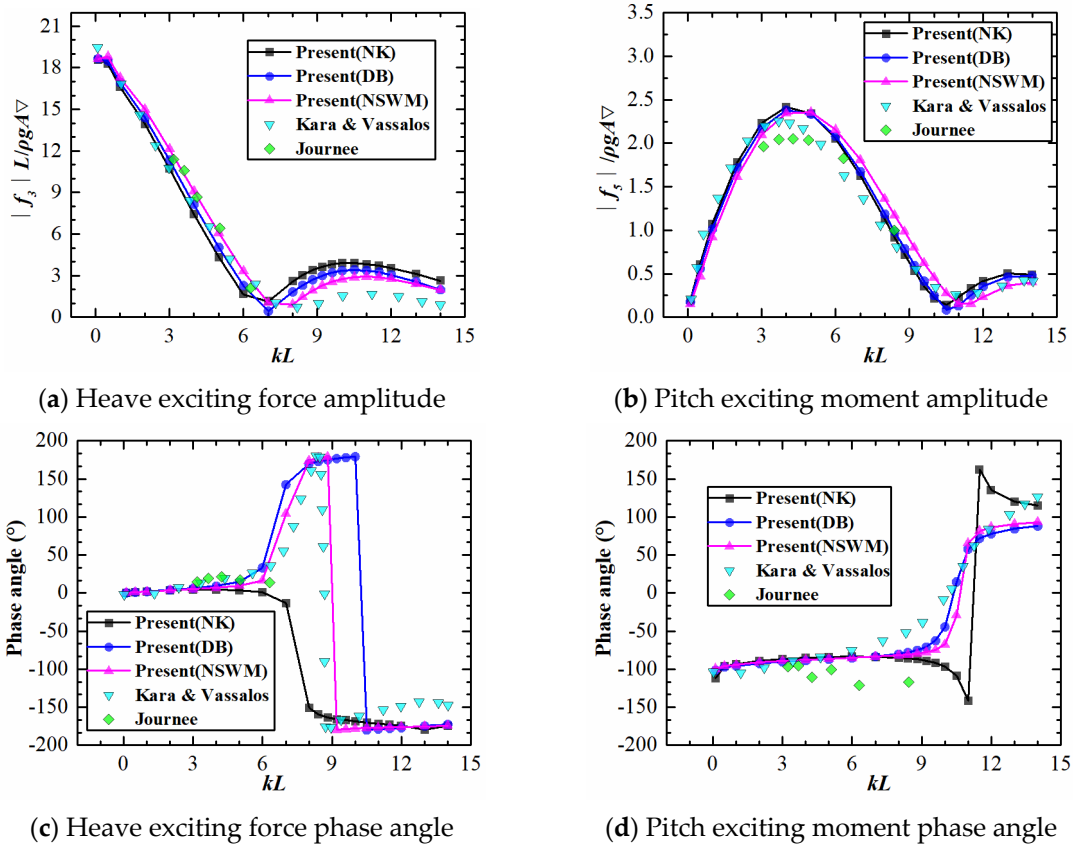 21
18
15
12
9
6
3
0
| f₃ | L/ρgA▽
0 3 6 9 12 15
kL
Present(NK)
Present(DB)
Present(NSWM)
Kara & Vassalos
Journee
(a) Heave exciting force amplitude
3.5
3.0
2.5
2.0
1.5
1.0
0.5
0.0
| f₅ | /ρgA▽
0 3 6 9 12 15
kL
Present(NK)
Present(DB)
Present(NSWM)
Kara & Vassalos
Journee
(b) Pitch exciting moment amplitude
200
150
100
50
0
-50
-100
-150
-200
Phase angle (°)
0 3 6 9 12 15
kL
Present(NK)
Present(DB)
Present(NSWM)
Kara & Vassalos
Journee
(c) Heave exciting force phase angle
200
150
100
50
0
-50
-100
-150
-200
Phase angle (°)
0 3 6 9 12 15
kL
Present(NK)
Present(DB)
Present(NSWM)
Kara & Vassalos
Journee
(d) Pitch exciting moment phase angle